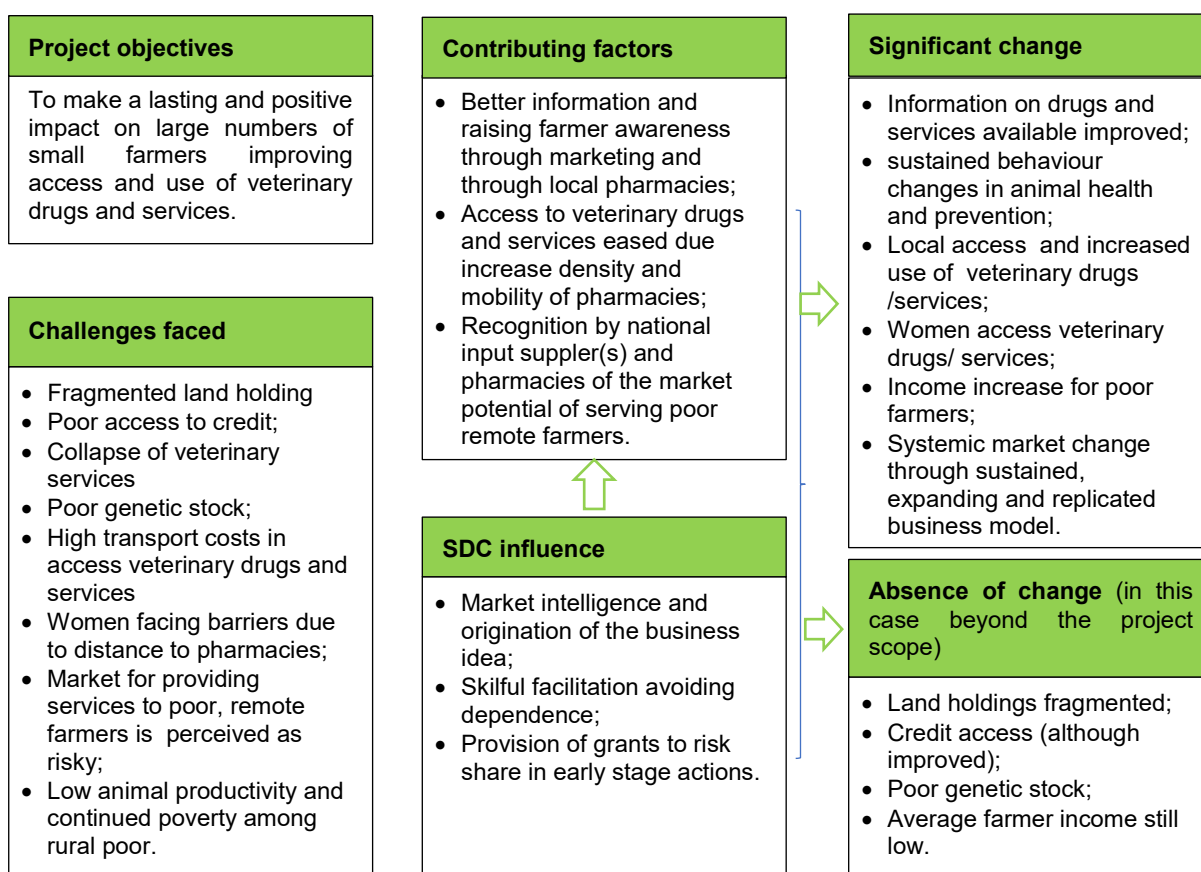 Project objectives
To make a lasting and positive
impact on large numbers of
small farmers improving
access and use of veterinary
drugs and services.
Challenges faced
• Fragmented land holding
• Poor access to credit;
• Collapse of veterinary
services
• Poor genetic stock;
• High transport costs in
access veterinary drugs and
services
• Women facing barriers due
to distance to pharmacies;
• Market for providing
services to poor, remote
farmers is perceived as
risky;
• Low animal productivity and
continued poverty among
rural poor.
Contributing factors
• Better information and
raising farmer awareness
through marketing and
through local pharmacies;
• Access to veterinary drugs
and services eased due
increase density and
mobility of pharmacies;
• Recognition by national
input suppler(s) and
pharmacies of the market
potential of serving poor
remote farmers.
SDC influence
• Market intelligence and
origination of the business
idea;
• Skilful facilitation avoiding
dependence;
• Provision of grants to risk
share in early stage actions.
Significant change
• Information on drugs and
services available improved;
• sustained behaviour
changes in animal health
and prevention;
• Local access and increased
use of veterinary drugs
/services;
• Women access veterinary
drugs/ services;
• Income increase for poor
farmers;
• Systemic market change
through sustained,
expanding and replicated
business model.
Absence of change (in this
case beyond the project
scope)
• Land holdings fragmented;
• Credit access (although
improved);
• Poor genetic stock;
• Average farmer income still
low.